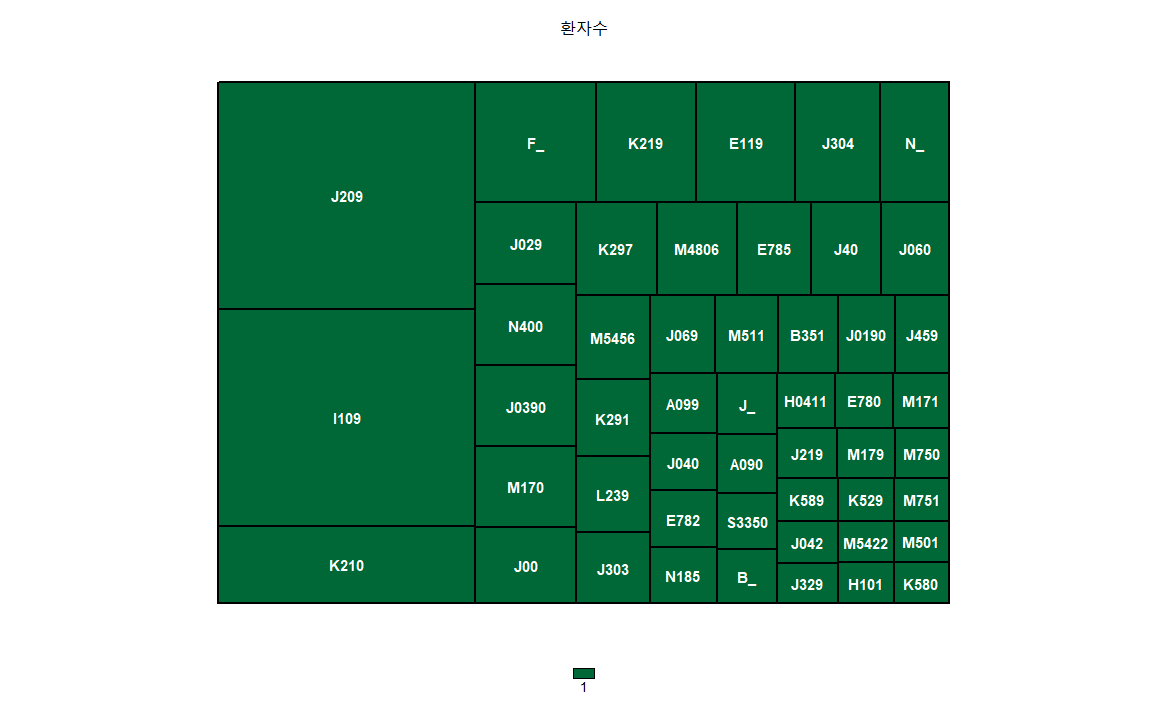 환자수
J209
F_
K219
E119
J304
N_
J029
K297
M4806
E785
J40
J060
N400
M5456
J069
M511
B351
J0190
J459
I109
J0390
K291
A099
J_
H0411
E780
M171
J040
A090
J219
M179
M750
M170
L239
E782
S3350
K589
K529
M751
J042
M5422
M501
K210
J00
J303
N185
B_
J329
H101
K580
1